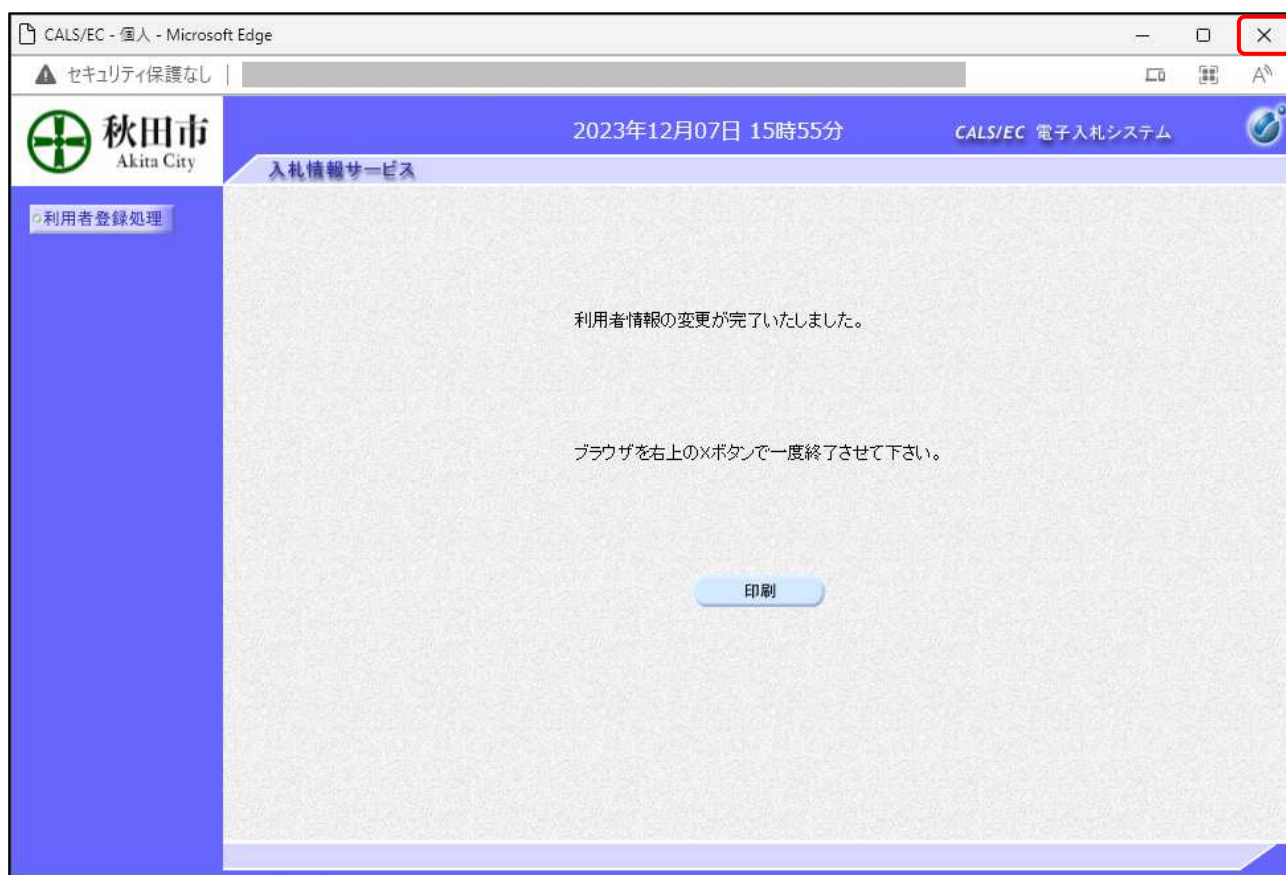 CALS/EC - 個人 - Microsoft Edge
セキュリティ保護なし
秋田市
Akita City
2023年12月07日 15時55分
CALS/EC 電子入札システム
入札情報サービス
利用者登録処理
利用者情報の変更が完了いたしました。
ブラウザを右上の×ボタンで一度終了させて下さい。
印刷